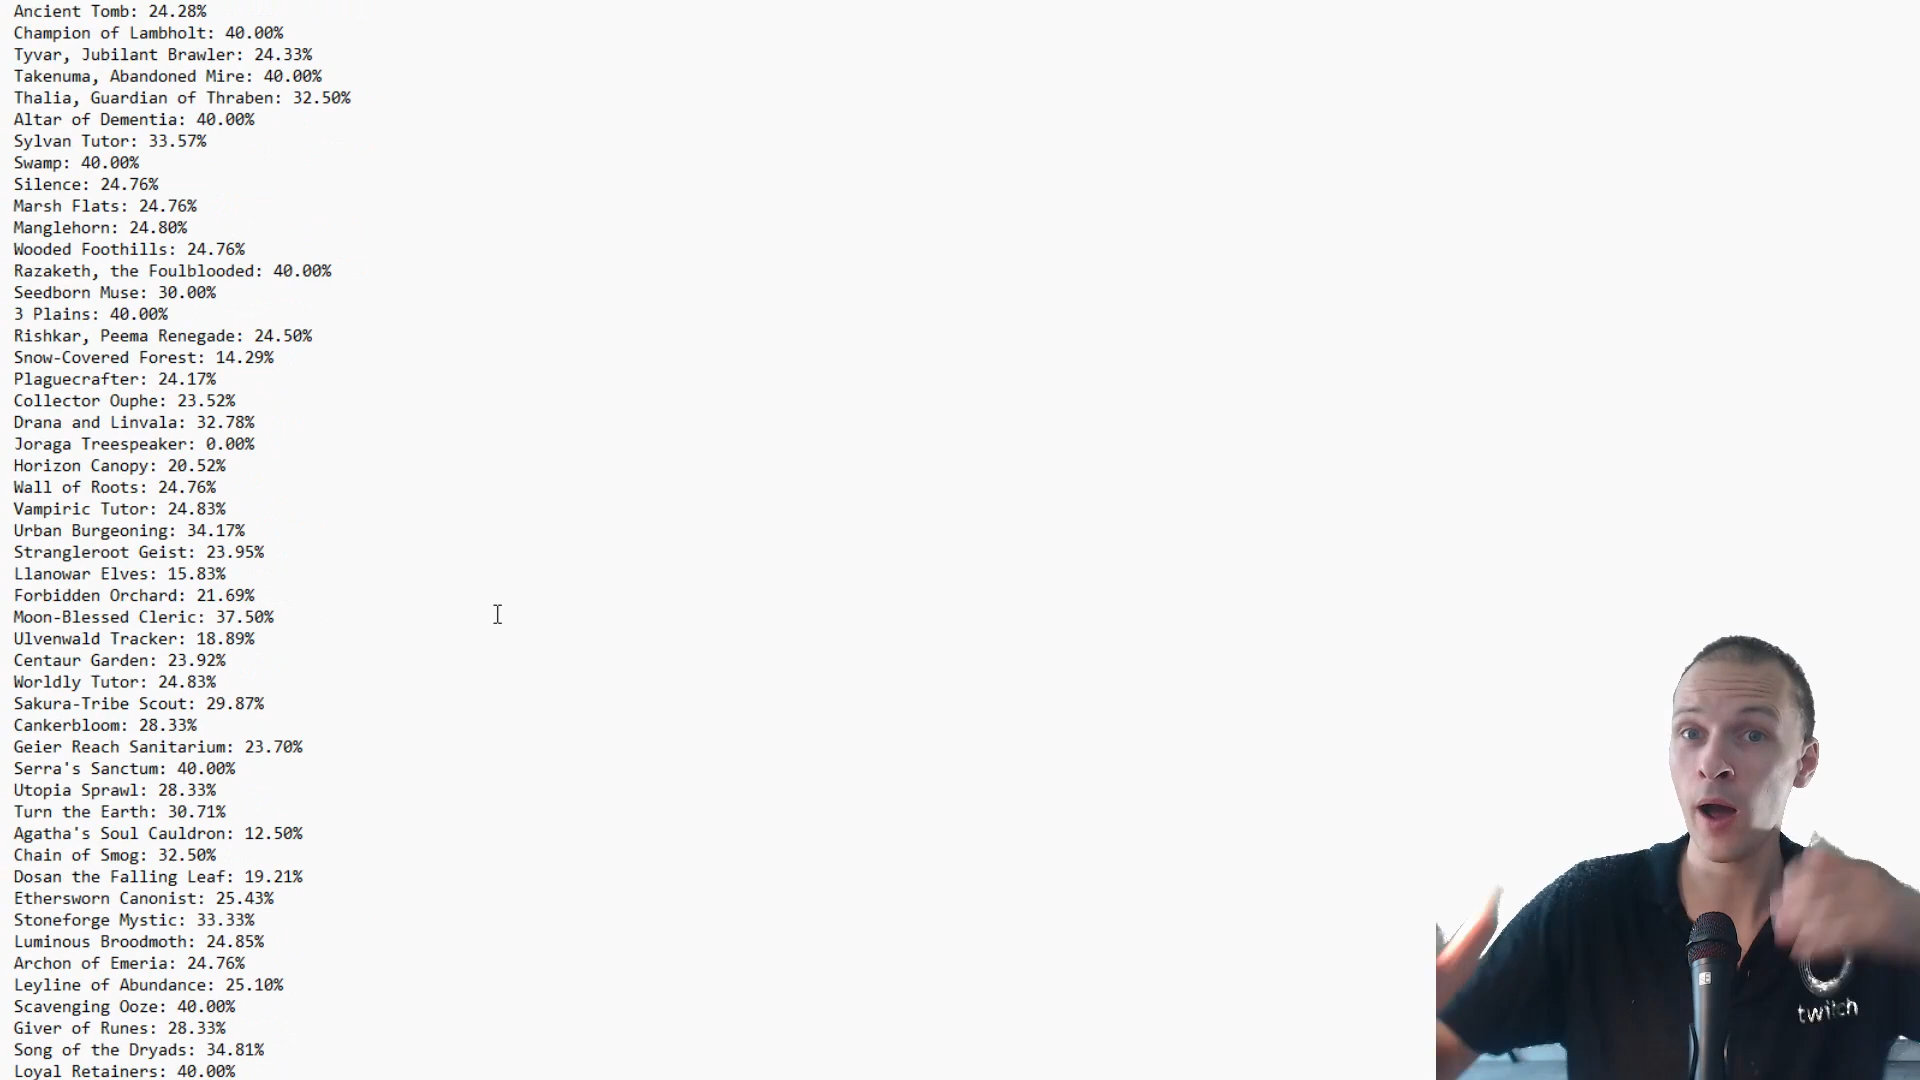 Ancient Tomb: 24.28%
Champion of Lambholt: 40.00%
Tyvar, Jubilant Brawler: 24.33%
Takenuma, Abandoned Mire: 40.00%
Thalia, Guardian of Thraben: 32.50%
Altar of Dementia: 40.00%
Sylvan Tutor: 33.57%
Swamp: 40.00%
Silence: 24.76%
Marsh Flats: 24.76%
Manglehorn: 24.80%
Wooded Foothills: 24.76%
Razaketh, the Foulblooded: 40.00%
Seedborn Muse: 30.00%
3 Plains: 40.00%
Rishkar, Peema Renegade: 24.50%
Snow-Covered Forest: 14.29%
Plaguecrafter: 24.17%
Collector Ouphe: 23.52%
Drana and Linvala: 32.78%
Joraga Treespeaker: 0.00%
Horizon Canopy: 20.52%
Wall of Roots: 24.76%
Vampiric Tutor: 24.83%
Urban Burgeoning: 34.17%
Strangleroot Geist: 23.95%
Llanowar Elves: 15.83%
Forbidden Orchard: 21.69%
Moon-Blessed Cleric: 37.50%
Ulvenwald Tracker: 18.89%
Centaur Garden: 23.92%
Worldly Tutor: 24.83%
Sakura-Tribe Scout: 29.87%
Cankerbloom: 28.33%
Geier Reach Sanitarium: 23.70%
Serra's Sanctum: 40.00%
Utopia Sprawl: 28.33%
Turn the Earth: 30.71%
Agatha's Soul Cauldron: 12.50%
Chain of Smog: 32.50%
Dosan the Falling Leaf: 19.21%
Ethersworn Canonist: 25.43%
Stoneforge Mystic: 33.33%
Luminous Broodmoth: 24.85%
Archon of Emeria: 24.76%
Leyline of Abundance: 25.10%
Scavenging Ooze: 40.00%
Giver of Runes: 28.33%
Song of the Dryads: 34.81%
Loyal Retainers: 40.00%
twitch